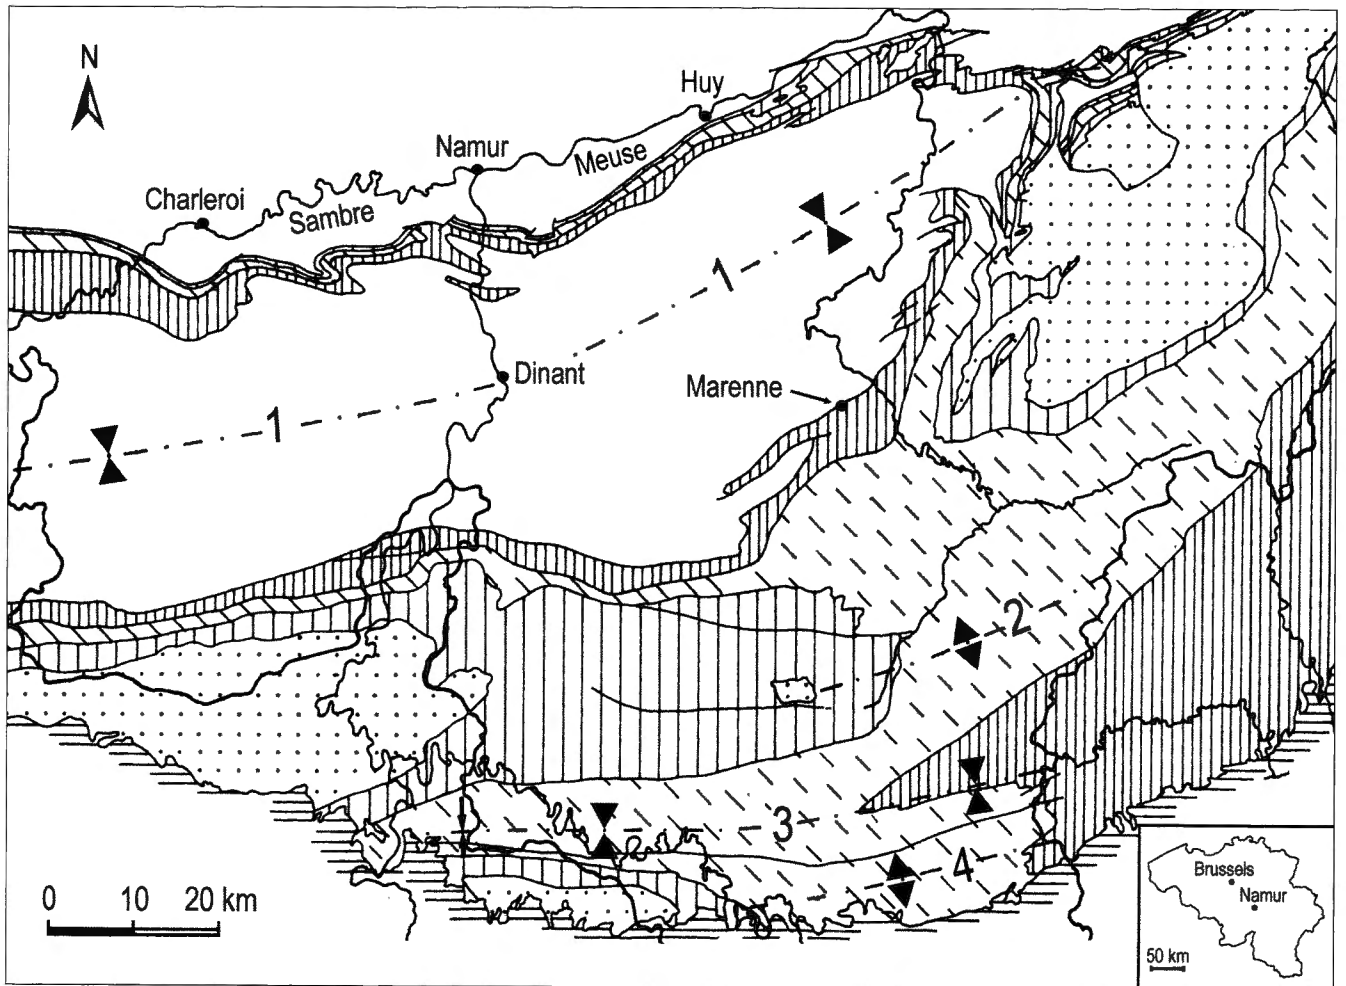 N
Huy
Namur
Meuse
Charleroi
Sambre
1
Dinant
Marenne
1
2
3
4
0 10 20 km
Brussels
Namur
50 km